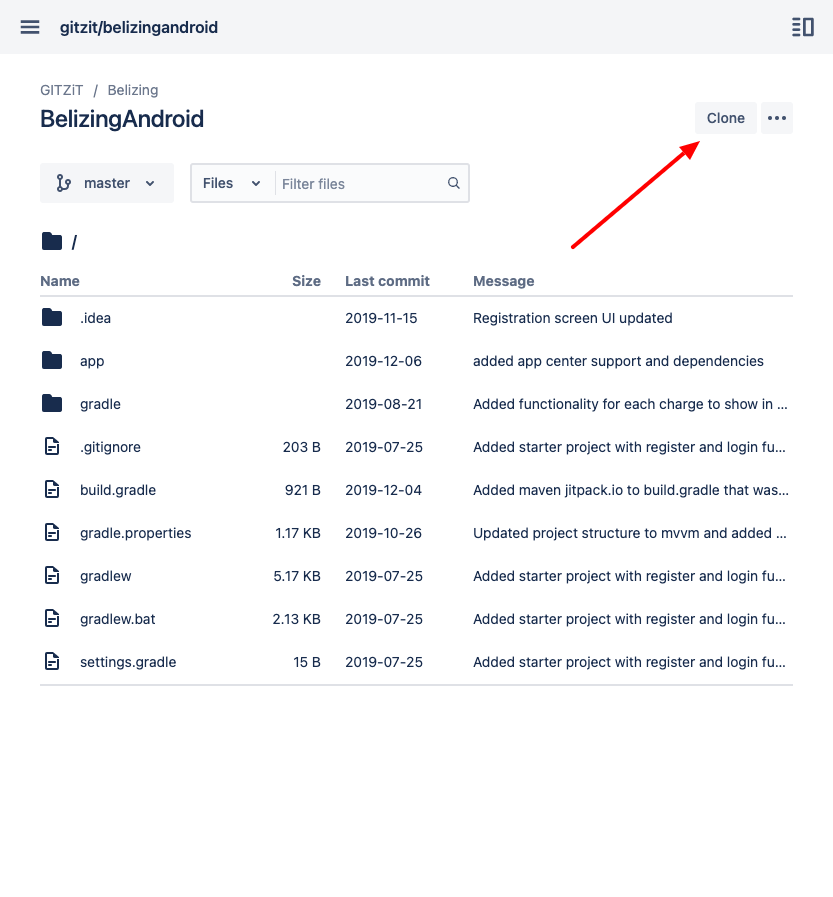 gitzit/belizingandroid
GITZiT / Belizing
BelizingAndroid
Clone
master Files Filter files
/
Name Size Last commit Message
.idea 2019-11-15 Registration screen UI updated
app 2019-12-06 added app center support and dependencies
gradle 2019-08-21 Added functionality for each charge to show in ...
.gitignore 203 B 2019-07-25 Added starter project with register and login fu...
build.gradle 921 B 2019-12-04 Added maven jitpack.io to build.gradle that was...
gradle.properties 1.17 KB 2019-10-26 Updated project structure to mvvm and added ...
gradlew 5.17 KB 2019-07-25 Added starter project with register and login fu...
gradlew.bat 2.13 KB 2019-07-25 Added starter project with register and login fu...
settings.gradle 15 B 2019-07-25 Added starter project with register and login fu...